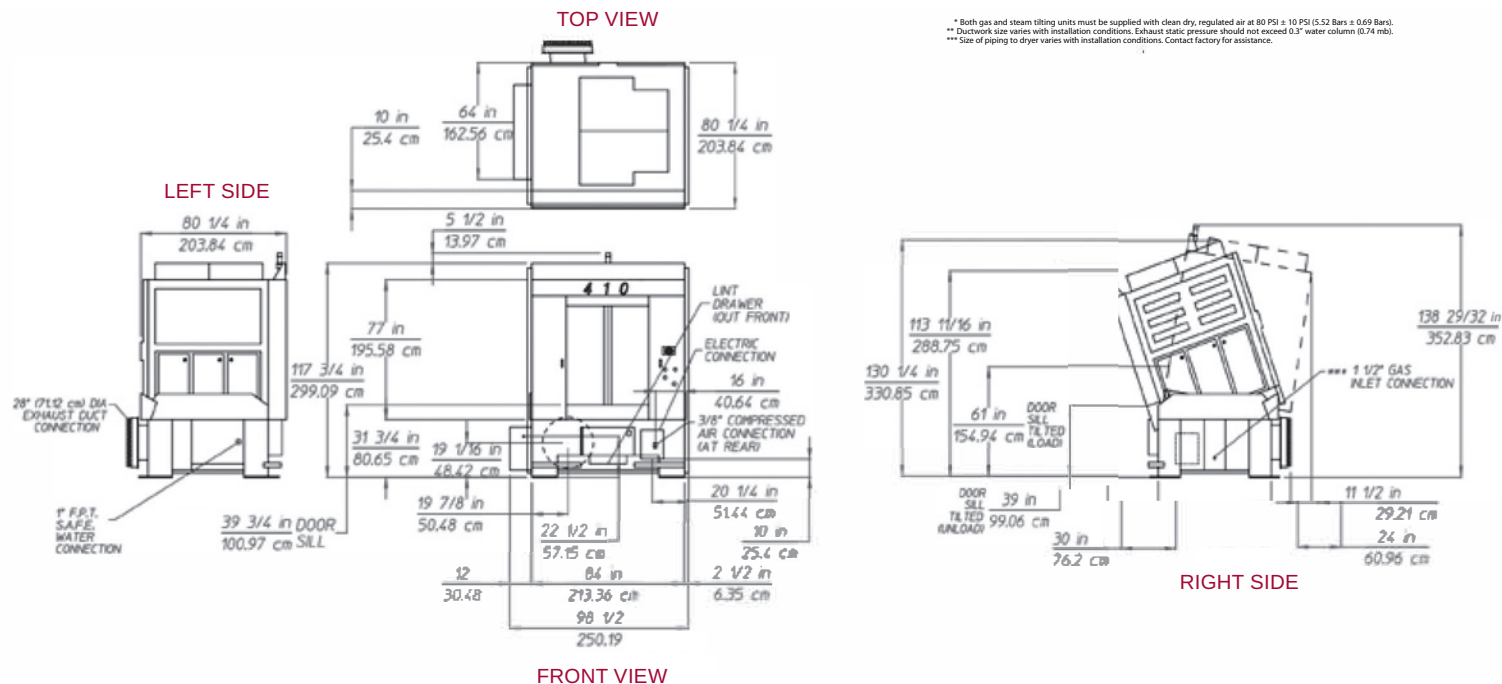 TOP VIEW
* Both gas and steam tilting units must be supplied with clean dry, regulated air at 80 PSI ± 10 PSI (5.52 Bars ± 0.69 Bars).
** Ductwork size varies with installation conditions. Exhaust static pressure should not exceed 0.3" water column (0.74 mb).
*** Size of piping to dryer varies with installation conditions. Contact factory for assistance.
10 in
25.4 cm
64 in
162.56 cm
80 1/4 in
203.84 cm
LEFT SIDE
80 1/4 in
203.84 cm
28" (71.12 cm) DIA
EXHAUST DUCT
CONNECTION
1" F.P.T.
S.A.F.E.
WATER
CONNECTION
5 1/2 in
13.97 cm
410
77 in
195.58 cm
117 3/4 in
299.09 cm
31 3/4 in
80.65 cm
19 1/16 in
48.42 cm
39 3/4 in DOOR
100.97 cm SILL
19 7/8 in
50.48 cm
22 1/2 in
57.15 cm
LINT
DRAWER
(OUT FRONT)
ELECTRIC
CONNECTION
16 in
40.64 cm
3/8" COMPRESSED
AIR CONNECTION
(AT REAR)
20 1/4 in
51.44 cm
10 in
25.4 cm
12
30.48
84 in
213.36 cm
2 1/2 in
6.35 cm
98 1/2
250.19
FRONT VIEW
113 11/16 in
288.75 cm
130 1/4 in
330.85 cm
61 in
154.94 cm
DOOR
SILL
TILTED
(LOAD)
138 29/32 in
352.83 cm
*** 1 1/2" GAS
INLET CONNECTION
DOOR
SILL
TILTED
(UNLOAD)
39 in
99.06 cm
30 in
76.2 cm
11 1/2 in
29.21 cm
24 in
60.96 cm
RIGHT SIDE